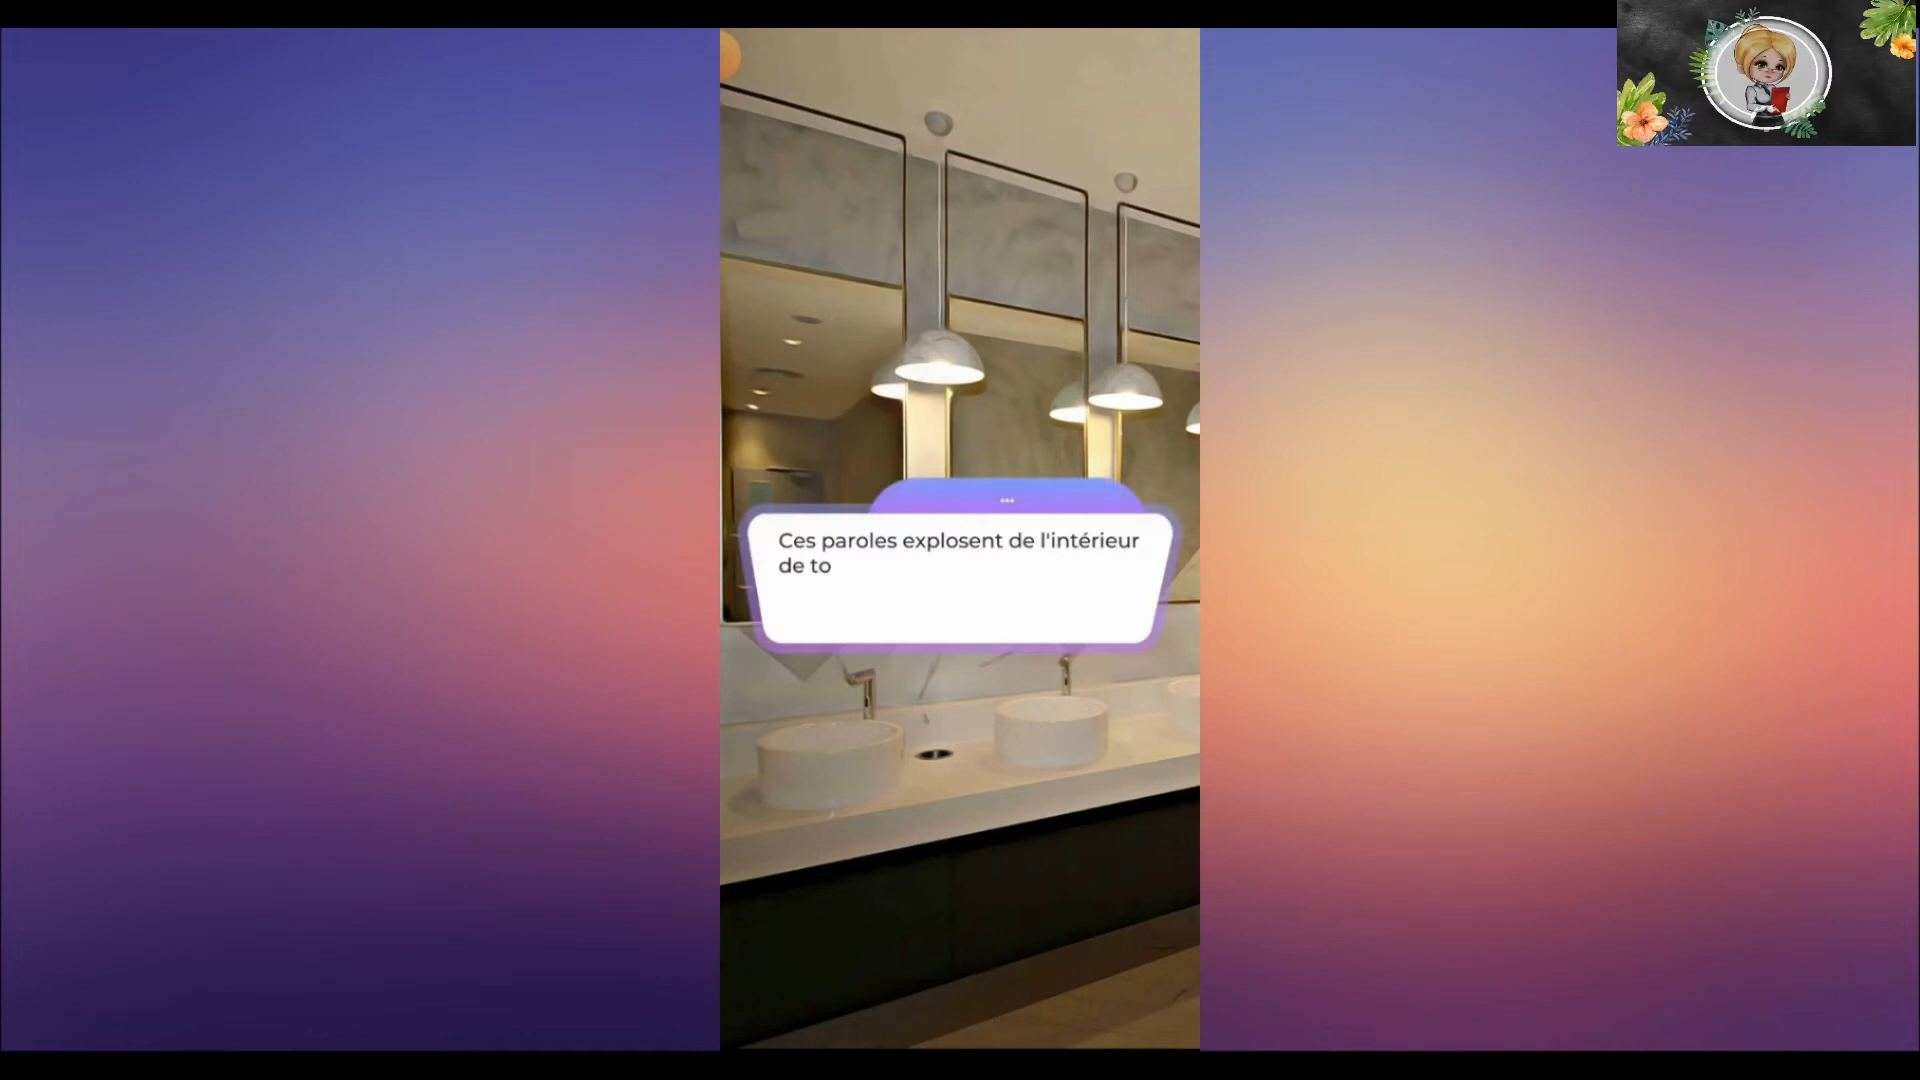 ...
Ces paroles explosent de l'intérieur
de to